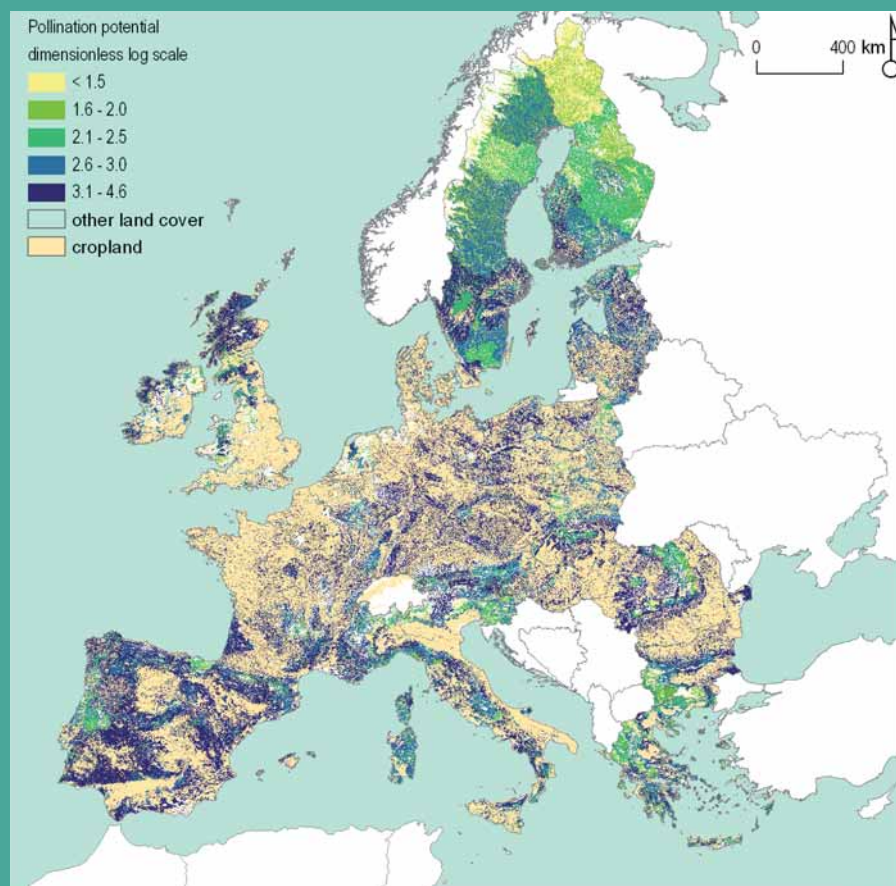 Pollination potential
dimensionless log scale
< 1.5
1.6 - 2.0
2.1 - 2.5
2.6 - 3.0
3.1 - 4.6
other land cover
cropland
0 400 km